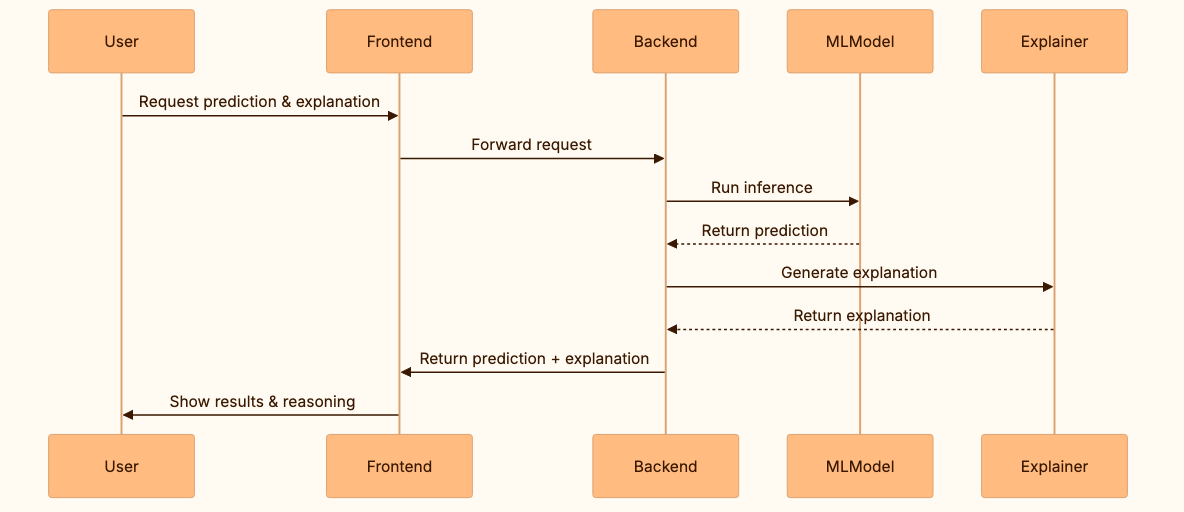 User
Frontend
Backend
MLModel
Explainer
Request prediction & explanation
Forward request
Run inference
Return prediction
Generate explanation
Return explanation
Return prediction + explanation
Show results & reasoning
User
Frontend
Backend
MLModel
Explainer